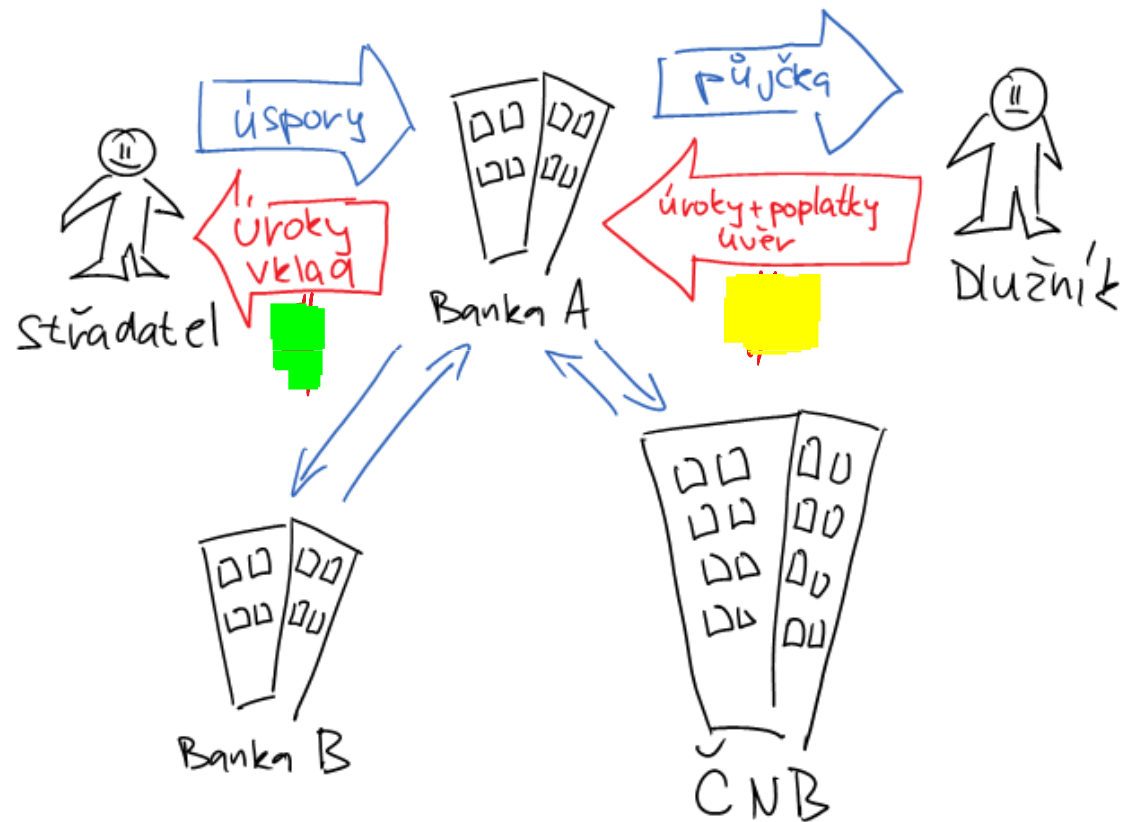 úspory
půjčka
úroky
vklad
úroky+poplatky
úvěr
Střadatel
Banka A
Dlužník
Banka B
ČNB